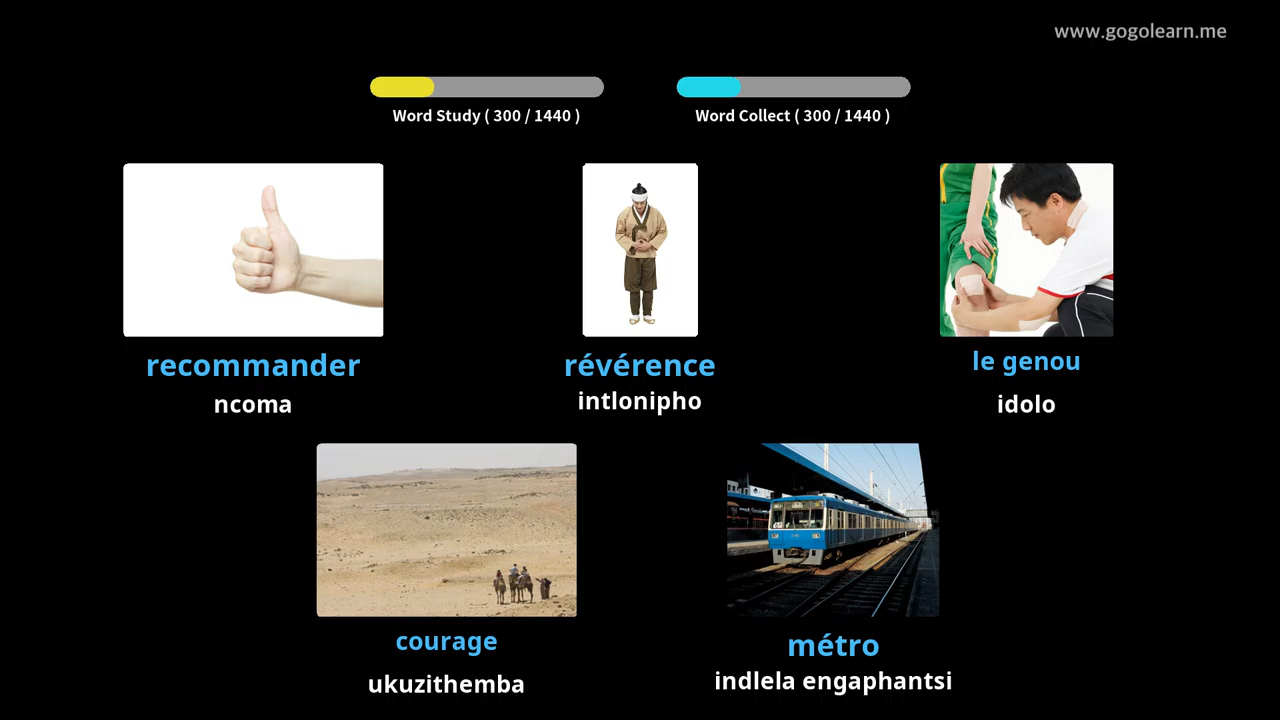 www.gogolearn.me
Word Study ( 300 / 1440 )
Word Collect ( 300 / 1440 )
recommander
ncoma
révérence
intlonipho
le genou
idolo
courage
ukuzithemba
métro
indlela engaphantsi